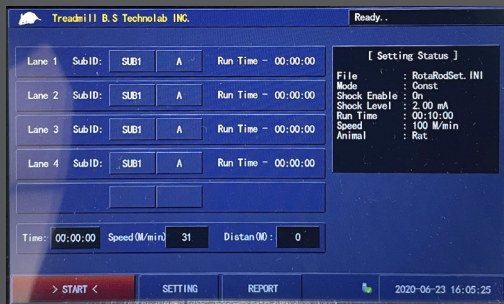 Treadmill B.S Technolab INC.
Ready..
Lane 1 SubID: SUB1 A Run Time - 00:00:00
Lane 2 SubID: SUB1 A Run Time - 00:00:00
Lane 3 SubID: SUB1 A Run Time - 00:00:00
Lane 4 SubID: SUB1 A Run Time - 00:00:00
Time: 00:00:00 Speed(M/min) 31 Distan(M): 0
[ Setting Status ]
File : RotaRodSet.INI
Mode : Const
Shock Enable : On
Shock Level : 2.00 mA
Run Time : 00:10:00
Speed : 100 M/min
Animal : Rat
> START < SETTING REPORT 2020-06-23 16:05:25